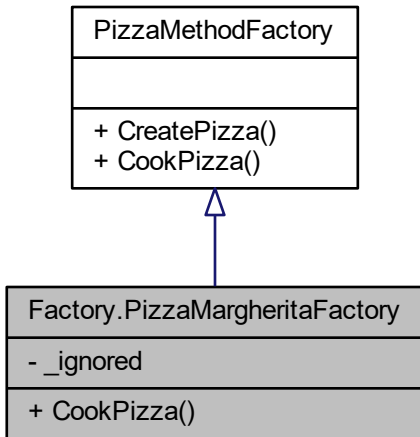 PizzaMethodFactory
+ CreatePizza()
+ CookPizza()
Factory.PizzaMargheritaFactory
- _ignored
+ CookPizza()